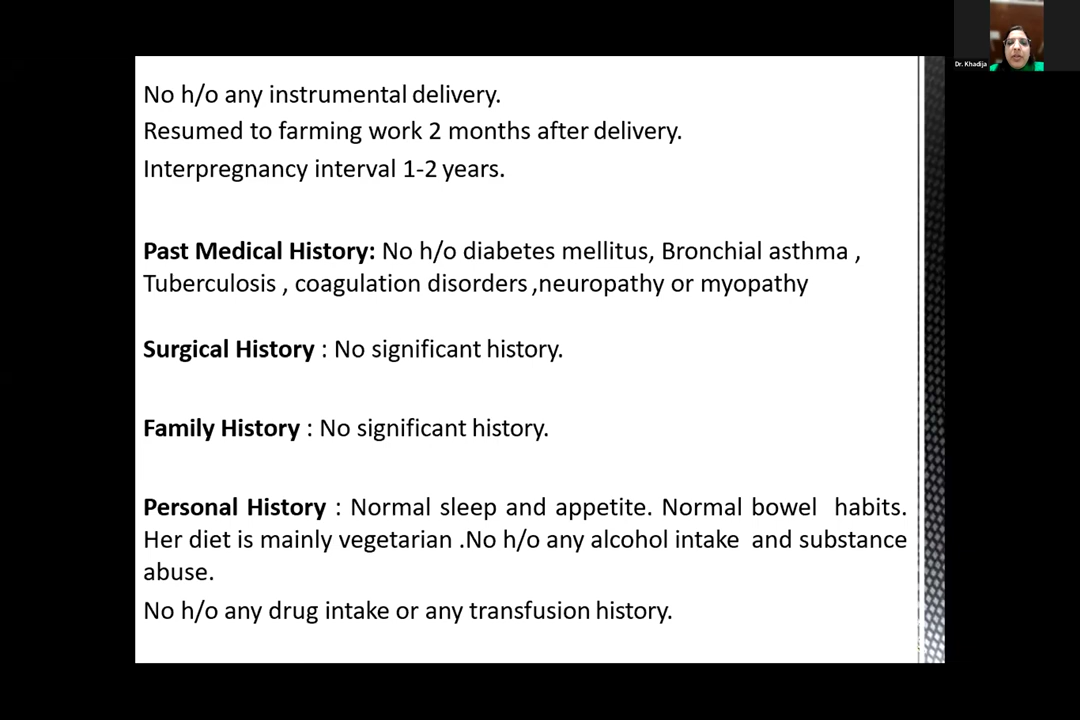 Dr. Khadija
No h/o any instrumental delivery.
Resumed to farming work 2 months after delivery.
Interpregnancy interval 1-2 years.
Past Medical History: No h/o diabetes mellitus, Bronchial asthma ,
Tuberculosis , coagulation disorders ,neuropathy or myopathy
Surgical History : No significant history.
Family History : No significant history.
Personal History : Normal sleep and appetite. Normal bowel habits.
Her diet is mainly vegetarian .No h/o any alcohol intake and substance
abuse.
No h/o any drug intake or any transfusion history.